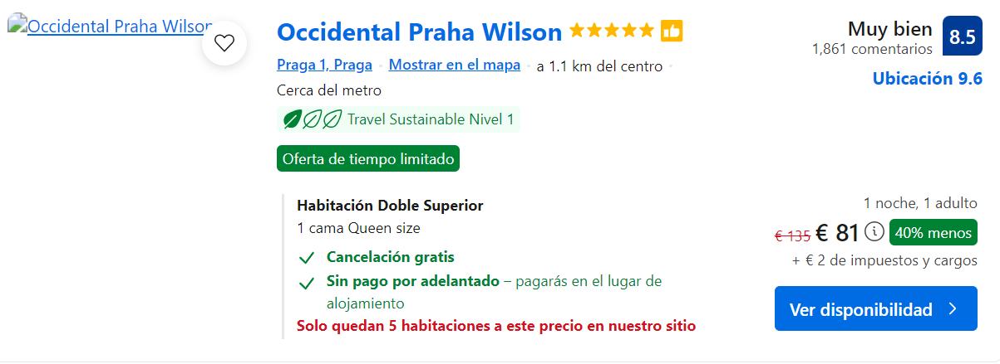 Occidental Praha Wilson
Occidental Praha Wilson
Praga 1, Praga · Mostrar en el mapa · a 1.1 km del centro ·
Cerca del metro
Travel Sustainable Nivel 1
Oferta de tiempo limitado
Muy bien 8.5
1,861 comentarios
Ubicación 9.6
Habitación Doble Superior
1 cama Queen size
Cancelación gratis
Sin pago por adelantado – pagarás en el lugar de
alojamiento
Solo quedan 5 habitaciones a este precio en nuestro sitio
1 noche, 1 adulto
€ 135 € 81 40% menos
+ € 2 de impuestos y cargos
Ver disponibilidad